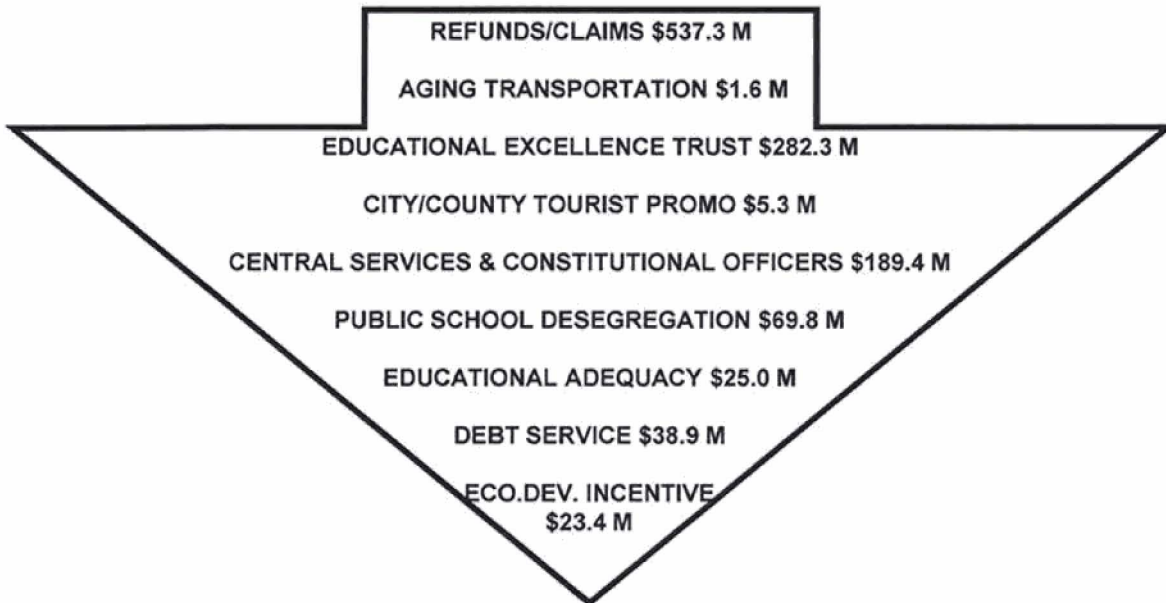 REFUNDS/CLAIMS $537.3 M
AGING TRANSPORTATION $1.6 M
EDUCATIONAL EXCELLENCE TRUST $282.3 M
CITY/COUNTY TOURIST PROMO $5.3 M
CENTRAL SERVICES & CONSTITUTIONAL OFFICERS $189.4 M
PUBLIC SCHOOL DESEGREGATION $69.8 M
EDUCATIONAL ADEQUACY $25.0 M
DEBT SERVICE $38.9 M
ECO.DEV. INCENTIVE
$23.4 M